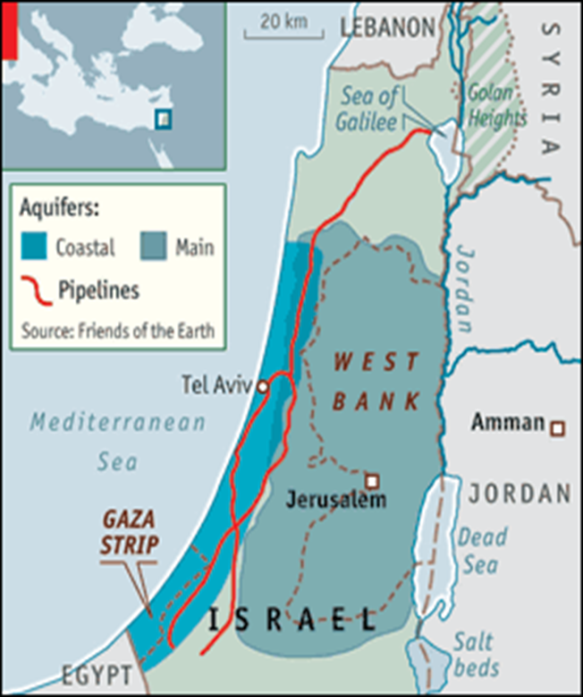 20 km
LEBANON
SYRIA
Sea of
Galilee
Golan
Heights
Aquifers:
Coastal
Main
Pipelines
Source: Friends of the Earth
Jordan
WEST
BANK
Tel Aviv
Mediterranean
Sea
Amman
Jerusalem
JORDAN
GAZA
STRIP
Dead
Sea
ISRAEL
EGYPT
Salt
beds